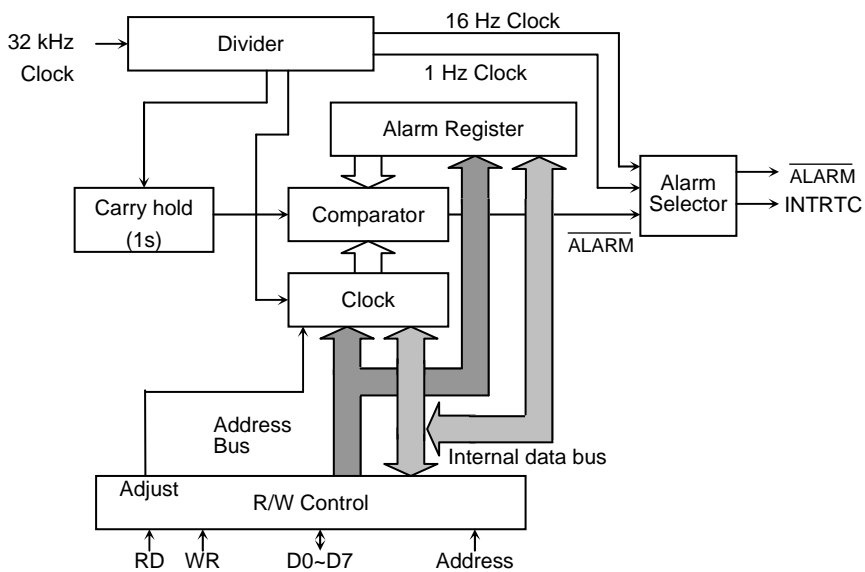 32 kHz
Clock
Divider
16 Hz Clock
1 Hz Clock
Alarm Register
Carry hold
(1s)
Comparator
Alarm
Selector
ALARM
INTRTC
ALARM
Clock
Address
Bus
Internal data bus
Adjust
R/W Control
RD
WR
D0~D7
Address